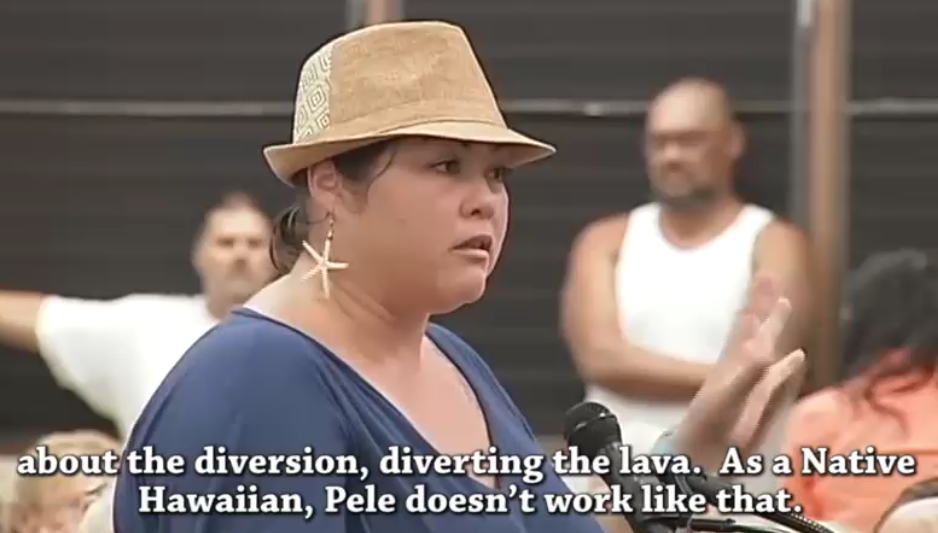 about the diversion, diverting the lava.  As a Native
Hawaiian, Pele doesn’t work like that.